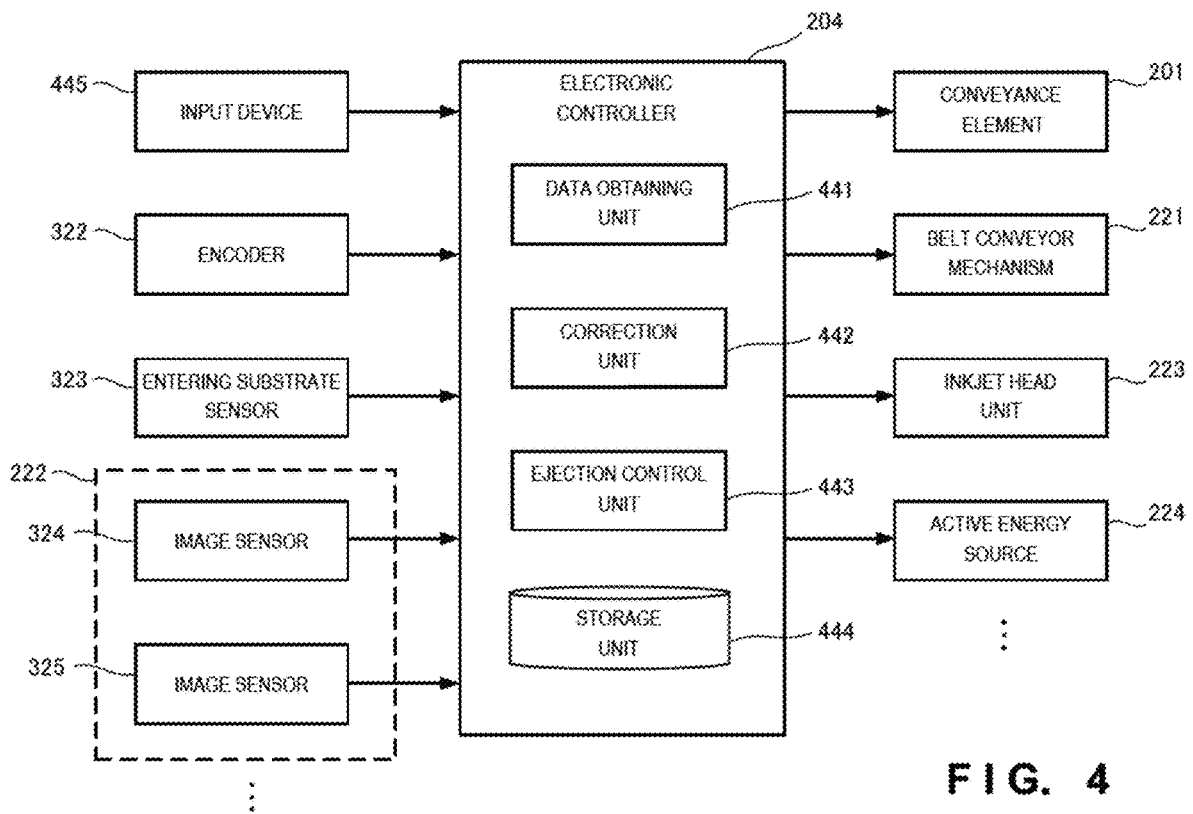 204
445
INPUT DEVICE
ELECTRONIC
CONTROLLER
CONVEYANCE
ELEMENT
201
DATA OBTAINING
UNIT
441
322
ENCODER
BELT CONVEYOR
MECHANISM
221
CORRECTION
UNIT
442
323
ENTERING SUBSTRATE
SENSOR
INKJET HEAD
UNIT
223
222
EJECTION CONTROL
UNIT
443
324
IMAGE SENSOR
ACTIVE ENERGY
SOURCE
224
STORAGE
UNIT
444
325
IMAGE SENSOR
FIG. 4